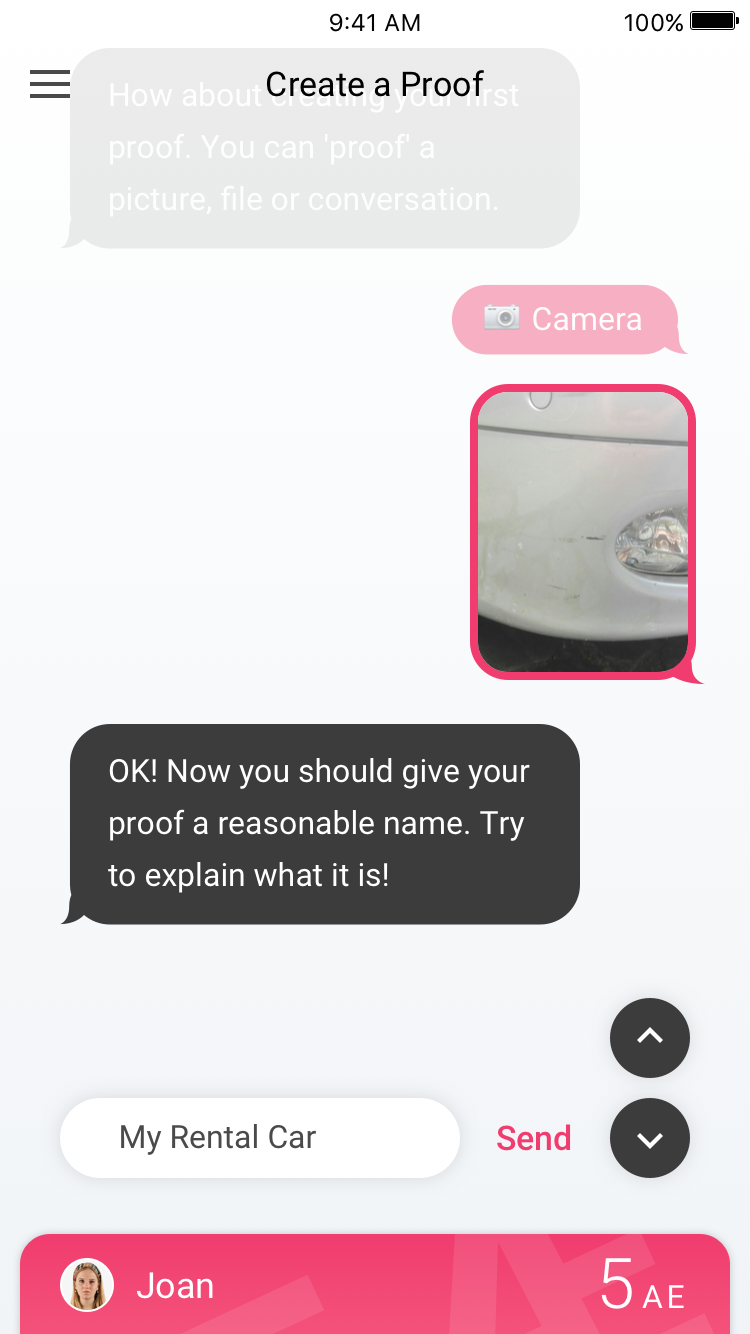 9:41 AM
100%
Create a Proof
How about creating your first
proof. You can 'proof' a
picture, file or conversation.
Camera
OK! Now you should give your
proof a reasonable name. Try
to explain what it is!
My Rental Car
Send
Joan
5 AE